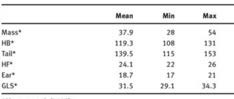 Mean Min Max
Mass* 37.9 28 54
HB* 119.3 108 131
Tail* 139.5 115 153
HF* 24.1 22 26
Ear* 18.7 17 21
GLS* 31.5 29.1 34.3